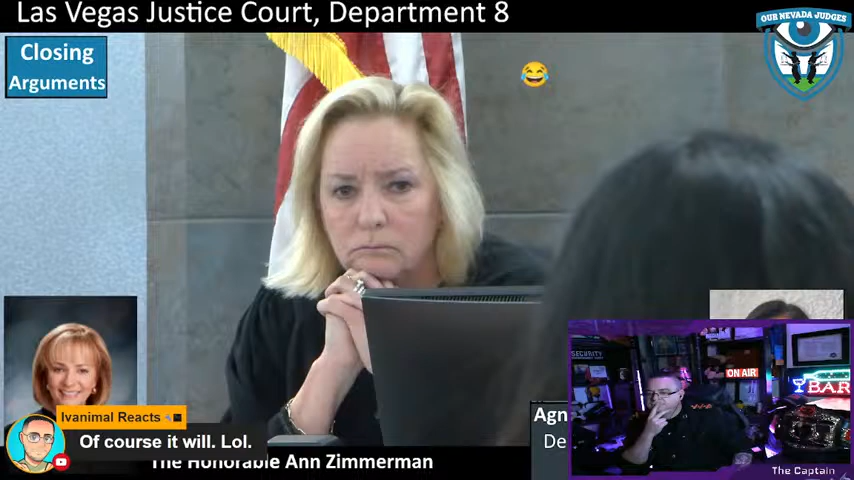 Las Vegas Justice Court, Department 8
OUR NEVADA JUDGES
Closing
Arguments
SECURITY
ON AIR
BAR
Ivanimal Reacts
Of course it will. Lol.
Agn
De
The Honorable Ann Zimmerman
The Captain